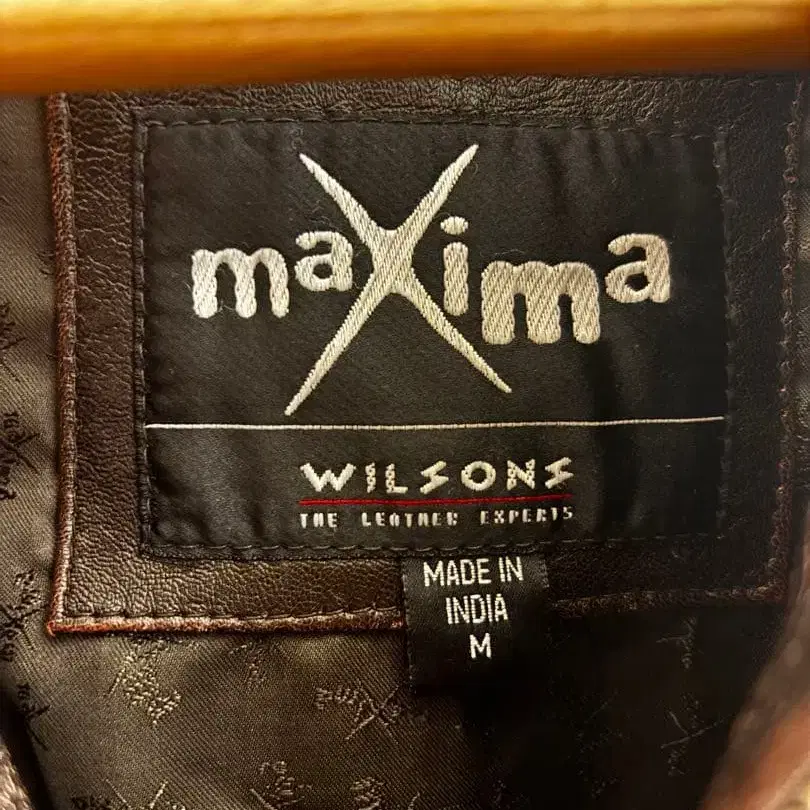 maXima
WILSONS
THE LEATHER EXPERTS
MADE IN
INDIA
M